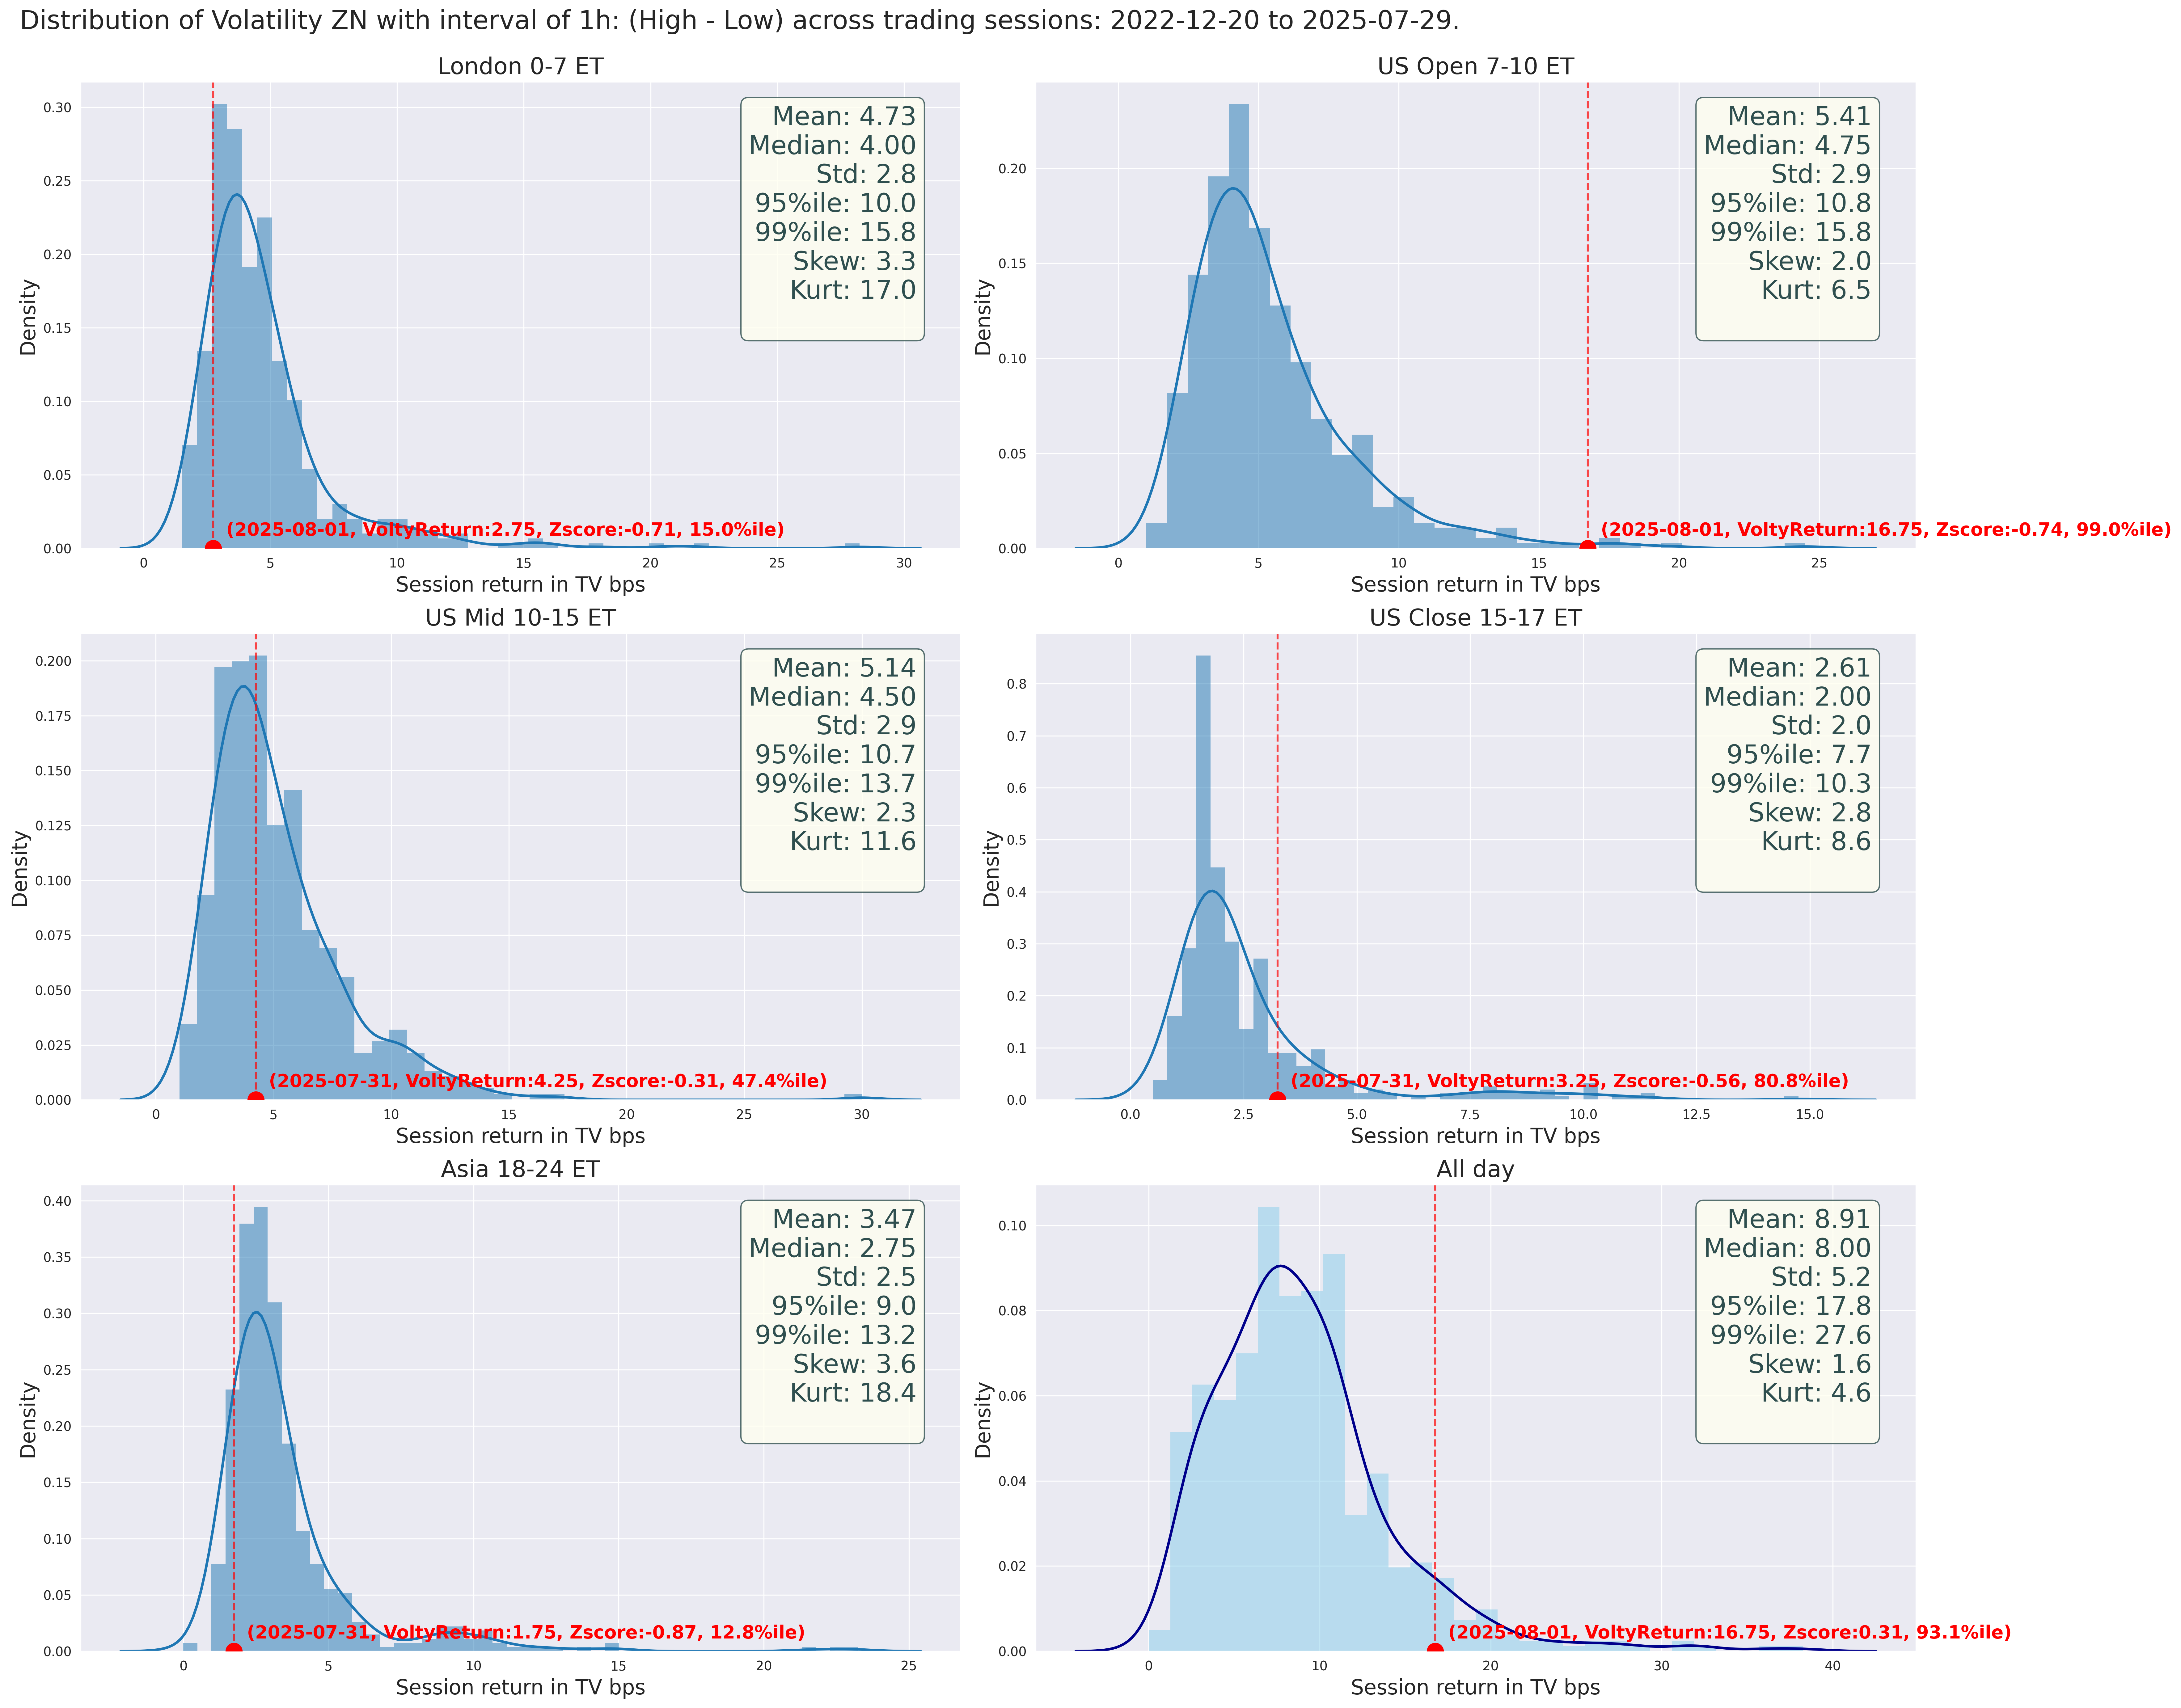 Distribution of Volatility ZN with interval of 1h: (High - Low) across trading sessions: 2022-12-20 to 2025-07-29.
London 0-7 ET
Density
0.30
0.25
0.20
0.15
0.10
0.05
0.00
Mean: 4.73
Median: 4.00
Std: 2.8
95%ile: 10.0
99%ile: 15.8
Skew: 3.3
Kurt: 17.0
(2025-08-01, VoltyReturn:2.75, Zscore:-0.71, 15.0%ile)
0 5 10 15 20 25 30
Session return in TV bps
US Open 7-10 ET
Density
0.20
0.15
0.10
0.05
0.00
Mean: 5.41
Median: 4.75
Std: 2.9
95%ile: 10.8
99%ile: 15.8
Skew: 2.0
Kurt: 6.5
(2025-08-01, VoltyReturn:16.75, Zscore:-0.74, 99.0%ile)
0 5 10 15 20 25
Session return in TV bps
US Mid 10-15 ET
Density
0.200
0.175
0.150
0.125
0.100
0.075
0.050
0.025
0.000
Mean: 5.14
Median: 4.50
Std: 2.9
95%ile: 10.7
99%ile: 13.7
Skew: 2.3
Kurt: 11.6
(2025-07-31, VoltyReturn:4.25, Zscore:-0.31, 47.4%ile)
0 5 10 15 20 25 30
Session return in TV bps
US Close 15-17 ET
Density
0.8
0.7
0.6
0.5
0.4
0.3
0.2
0.1
0.0
Mean: 2.61
Median: 2.00
Std: 2.0
95%ile: 7.7
99%ile: 10.3
Skew: 2.8
Kurt: 8.6
(2025-07-31, VoltyReturn:3.25, Zscore:-0.56, 80.8%ile)
0.0 2.5 5.0 7.5 10.0 12.5 15.0
Session return in TV bps
Asia 18-24 ET
Density
0.40
0.35
0.30
0.25
0.20
0.15
0.10
0.05
0.00
Mean: 3.47
Median: 2.75
Std: 2.5
95%ile: 9.0
99%ile: 13.2
Skew: 3.6
Kurt: 18.4
(2025-07-31, VoltyReturn:1.75, Zscore:-0.87, 12.8%ile)
0 5 10 15 20 25
Session return in TV bps
All day
Density
0.10
0.08
0.06
0.04
0.02
0.00
Mean: 8.91
Median: 8.00
Std: 5.2
95%ile: 17.8
99%ile: 27.6
Skew: 1.6
Kurt: 4.6
(2025-08-01, VoltyReturn:16.75, Zscore:0.31, 93.1%ile)
0 10 20 30 40
Session return in TV bps